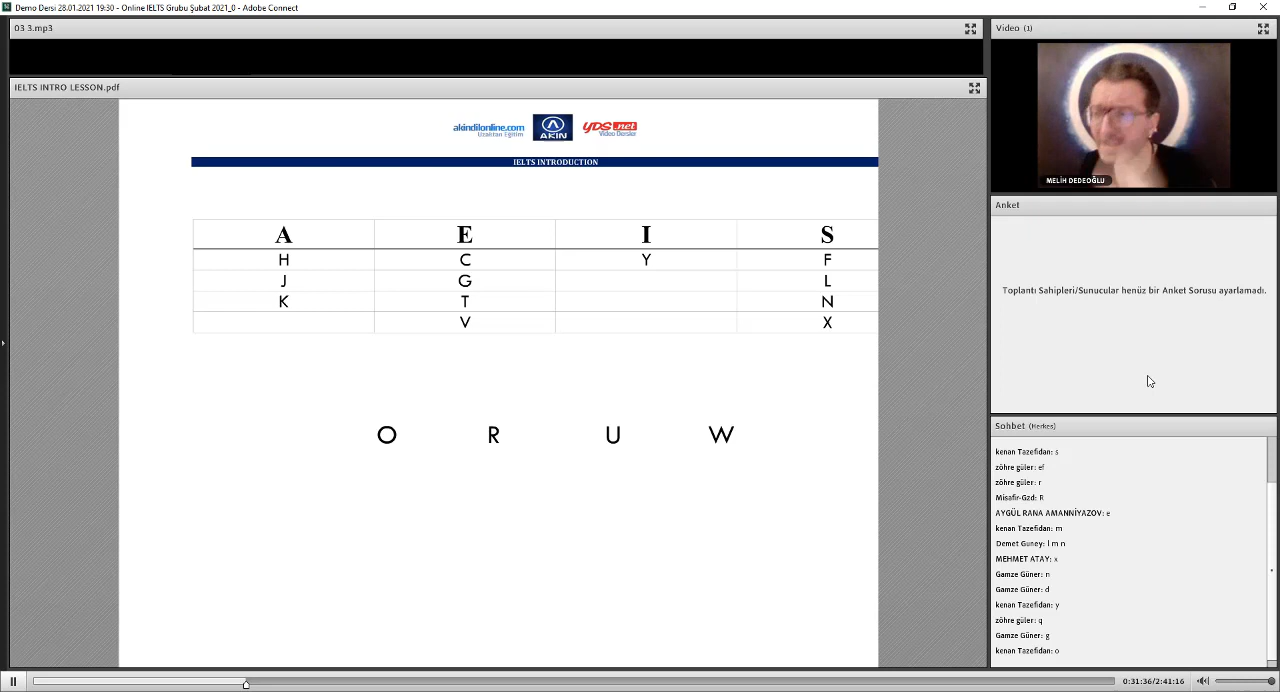 Demo Dersi 28.01.2021 19:30 - Online IELTS Grubu Şubat 2021_0 - Adobe Connect
03 3.mp3
IELTS INTRO LESSON.pdf
akindilonline.com
Uzaktan Eğitim
AKIN
YDS.net
Video Dersler
IELTS INTRODUCTION
A E I S
H C Y F
J G L
K T N
V X
O R U W
Video (1)
MELİH DEDEOĞLU
Anket
Toplantı Sahipleri/Sunucular henüz bir Anket Sorusu ayarlamadı.
Sohbet (Herkes)
kenan Tazefidan: s
zöhre güler: ef
zöhre güler: r
Misafir-Gzd: R
AYGÜL RANA AMANNİYAZOV: e
kenan Tazefidan: m
Demet Guney: l m n
MEHMET ATAY: x
Gamze Güner: n
Gamze Güner: d
kenan Tazefidan: y
zöhre güler: q
Gamze Güner: g
kenan Tazefidan: o
0:31:36/2:41:16